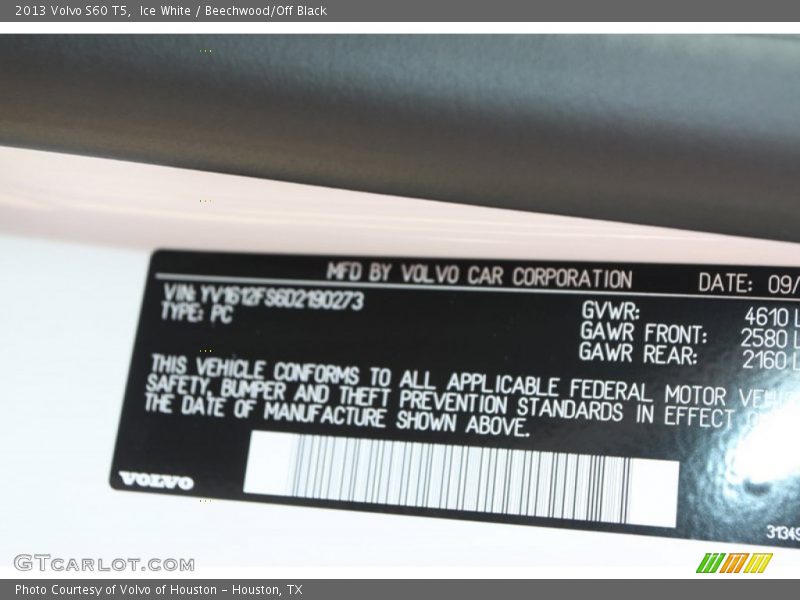 2013 Volvo S60 T5, Ice White / Beechwood/Off Black
MFD BY VOLVO CAR CORPORATION DATE: 09/
VIN: YV1612FS6D2190273
TYPE: PC
GVWR: 4610 L
GAWR FRONT: 2580 L
GAWR REAR: 2160 L
THIS VEHICLE CONFORMS TO ALL APPLICABLE FEDERAL MOTOR
SAFETY, BUMPER AND THEFT PREVENTION STANDARDS IN EFFECT
THE DATE OF MANUFACTURE SHOWN ABOVE.
VOLVO
31349
GTcarlot.com
Photo Courtesy of Volvo of Houston - Houston, TX